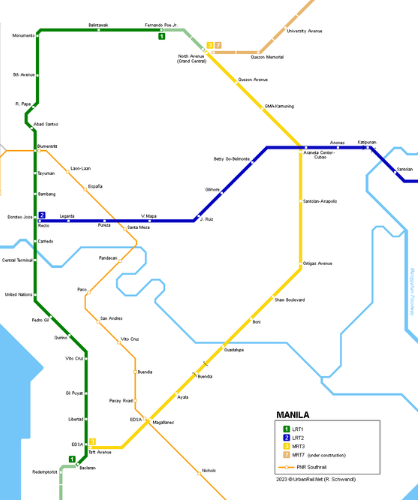 University Avenue
Balintawak
Fernando Poe Jr.
Monumento
1
3
7
North Avenue
(Grand Central)
Quezon Memorial
5th Avenue
Quezon Avenue
R. Papa
GMA-Kamuning
Abad Santos
Blumentritt
Anonas
Katipunan
Araneta Center-
Cubao
Betty Go-Belmonte
Santolan
Tayuman
Laon-Laan
España
Gilmore
Bambang
Santolan-Anapolis
Doroteo Jose
2
Recto
Legarda
Pureza
V. Mapa
J. Ruiz
Santa Mesa
Carriedo
Pandacan
Central Terminal
Ortigas Avenue
United Nations
Paco
Shaw Boulevard
Pedro Gil
San Andres
Boni
Quirino
Vito Cruz
Vito Cruz
Guadalupe
Buendia
Buendia
Gil Puyat
Pasay Road
Ayala
Libertad
EDSA
Magallanes
EDSA
3
Taft Avenue
1
Baclaran
Redemptorist
Nichols
MANILA
1 LRT1
2 LRT2
3 MRT3
7 MRT7 (under construction)
PNR Southrail
2023 © UrbanRail.Net (R. Schwandl)